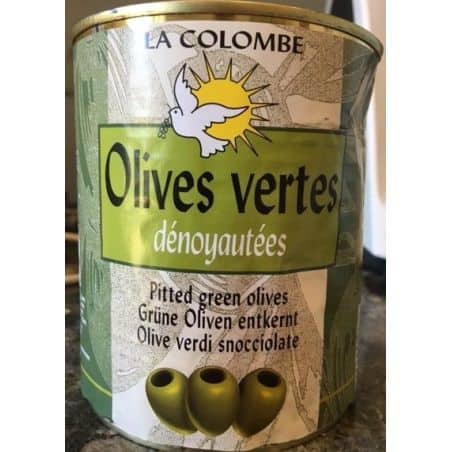 LA COLOMBE
Olives vertes
dénoyautées
Pitted green olives
Grüne Oliven entkernt
Olive verdi snocciolate